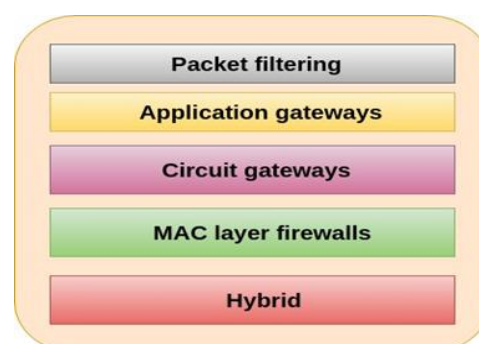 Packet filtering
Application gateways
Circuit gateways
MAC layer firewalls
Hybrid